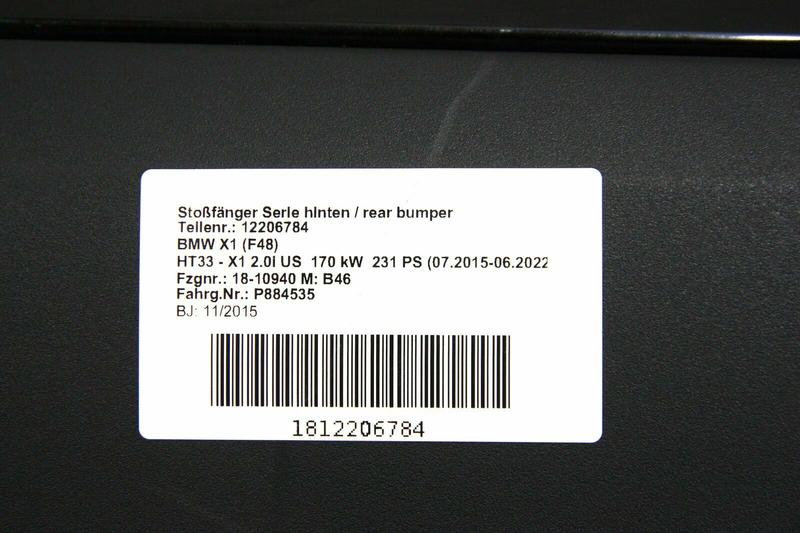 Stoßfänger Serie hinten / rear bumper
Teilenr.: 12206784
BMW X1 (F48)
HT33 - X1 2.0i US  170 kW  231 PS (07.2015-06.2022
Fzgnr.: 18-10940 M: B46
Fahrg.Nr.: P884535
BJ: 11/2015
1812206784